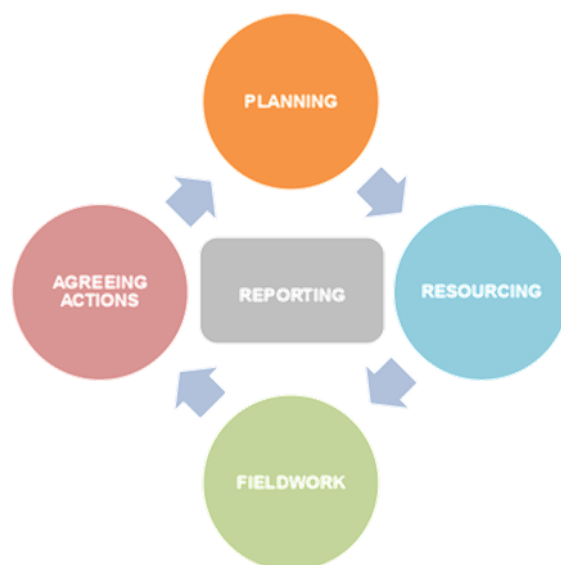 PLANNING
AGREEING
ACTIONS
REPORTING
RESOURCING
FIELDWORK